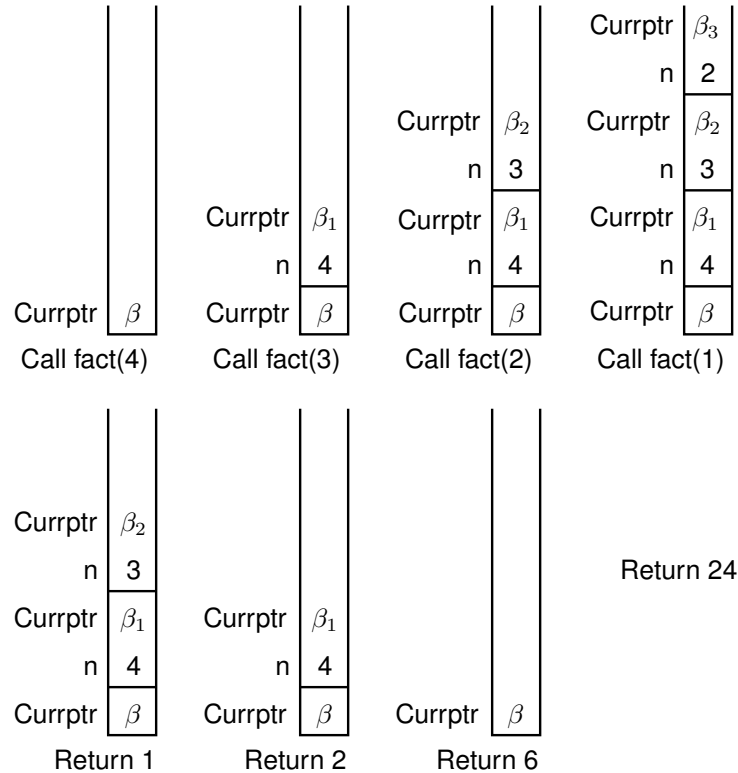 Currptr β₃
n 2
Currptr β₂ Currptr β₂
n 3 n 3
Currptr β₁ Currptr β₁ Currptr β₁
n 4 n 4 n 4
Currptr β Currptr β Currptr β Currptr β
Call fact(4) Call fact(3) Call fact(2) Call fact(1)
Currptr β₂
n 3 Return 24
Currptr β₁ Currptr β₁
n 4 n 4
Currptr β Currptr β Currptr β
Return 1 Return 2 Return 6